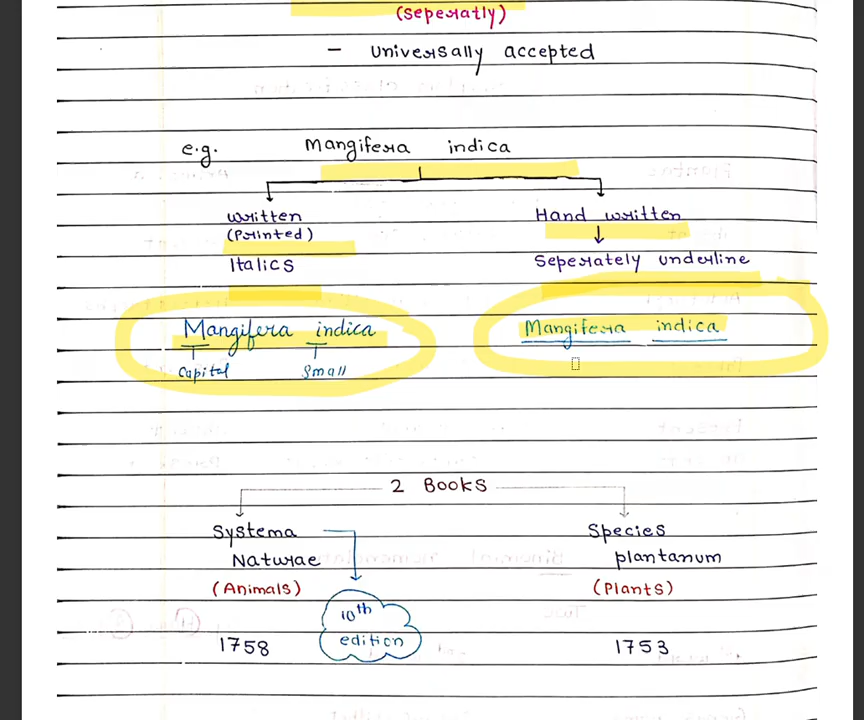 (seperatly)
- universally accepted
e.g. Mangifera indica
written Hand written
(Printed)
Italics Seperately underline
Mangifera indica Mangifera indica
Capital Small
2 Books
Systema Species
Naturae plantanum
(Animals) (Plants)
10th
edition
1758 1753